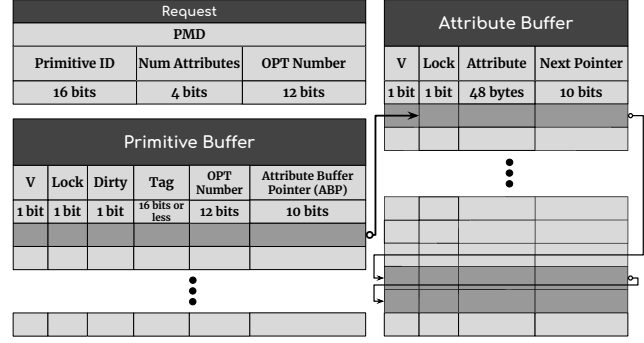 Request
PMD
Primitive ID Num Attributes OPT Number
16 bits 4 bits 12 bits
Primitive Buffer
V Lock Dirty Tag OPT Number Attribute Buffer Pointer (ABP)
1 bit 1 bit 1 bit 16 bits or less 12 bits 10 bits
Attribute Buffer
V Lock Attribute Next Pointer
1 bit 1 bit 48 bytes 10 bits